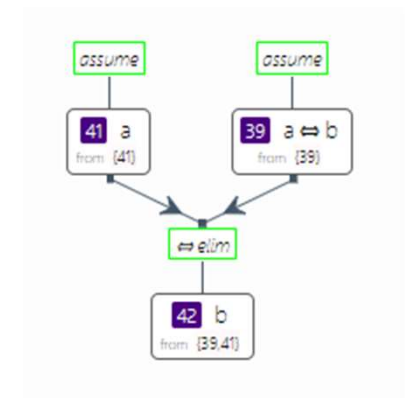 assume assume
41 a 39 a ⇔ b
from {41} from {39}
⇔ elim
42 b
from {39,41}